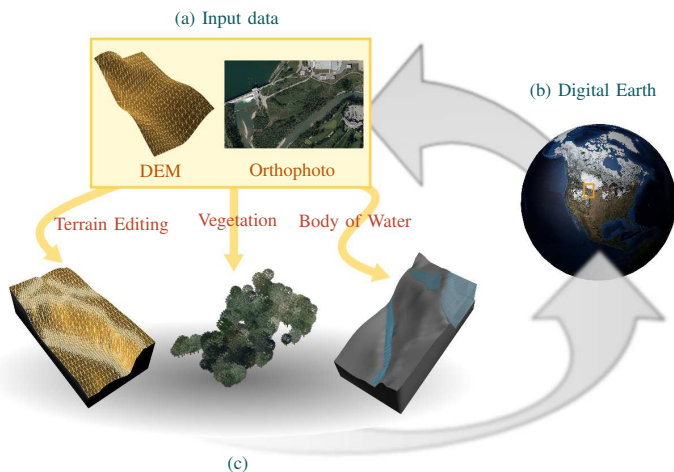 (a) Input data
(b) Digital Earth
DEM
Orthophoto
Terrain Editing
Vegetation
Body of Water
(c)